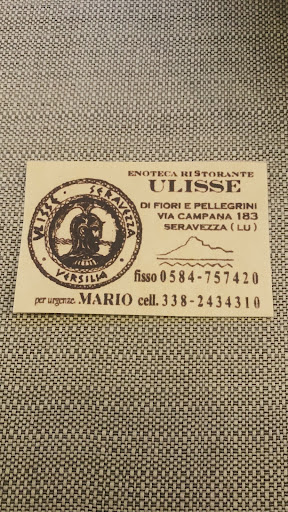 ENOTECA RISTORANTE
ULISSE
DI FIORI E PELLEGRINI
VIA CAMPANA 183
SERAVEZZA (LU)
ULISSE · SERAVEZZA
· VERSILIA ·
fisso 0584-757420
per urgenze. MARIO cell. 338-2434310